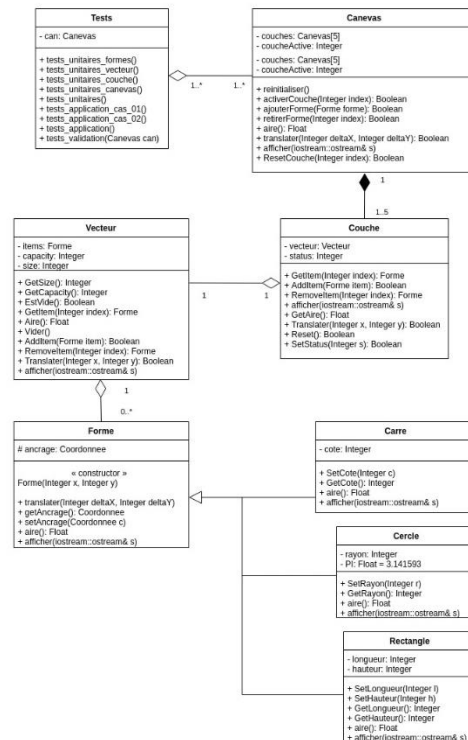 Tests
- can: Canevas
+ tests_unitaires_formes()
+ tests_unitaires_vecteur()
+ tests_unitaires_couche()
+ tests_unitaires_canevas()
+ tests_unitaires()
+ tests_application_cas_01()
+ tests_application_cas_02()
+ tests_application()
+ tests_validation(Canevas can)
1..*
1..*
Canevas
- couches: Canevas[5]
- coucheActive: Integer
- couches: Canevas[5]
- coucheActive: Integer
+ reinitialiser()
+ activerCouche(Integer index): Boolean
+ ajouterForme(Forme forme): Boolean
+ retirerForme(Integer index): Boolean
+ aire(): Float
+ translater(Integer deltaX, Integer deltaY): Boolean
+ afficher(iostream::ostream& s)
+ ResetCouche(Integer index): Boolean
1
1..5
Vecteur
- items: Forme
- capacity: Integer
- size: Integer
+ GetSize(): Integer
+ GetCapacity(): Integer
+ EstVide(): Boolean
+ GetItem(Integer index): Forme
+ Aire(): Float
+ Vider()
+ AddItem(Forme item): Boolean
+ RemoveItem(Integer index): Forme
+ Translater(Integer x, Integer y): Boolean
+ afficher(iostream::ostream& s)
1
1
Couche
- vecteur: Vecteur
- status: Integer
+ GetItem(Integer index): Forme
+ AddItem(Forme item): Boolean
+ RemoveItem(Integer index): Forme
+ afficher(iostream::ostream& s)
+ GetAire(): Float
+ Translater(Integer x, Integer y): Boolean
+ Reset(): Boolean
+ SetStatus(Integer s): Boolean
1
0..*
Forme
# ancrage: Coordonnee
« constructor »
Forme(Integer x, Integer y)
+ translater(Integer deltaX, Integer deltaY)
+ getAncrage(): Coordonnee
+ setAncrage(Coordonnee c)
+ aire(): Float
+ afficher(iostream::ostream& s)
Carre
- cote: Integer
+ SetCote(Integer c)
+ GetCote(): Integer
+ aire(): Float
+ afficher(iostream::ostream& s)
Cercle
- rayon: Integer
- PI: Float = 3.141593
+ SetRayon(Integer r)
+ GetRayon(): Integer
+ aire(): Float
+ afficher(iostream::ostream& s)
Rectangle
- longueur: Integer
- hauteur: Integer
+ SetLongueur(Integer l)
+ SetHauteur(Integer h)
+ GetLongueur(): Integer
+ GetHauteur(): Integer
+ aire(): Float
+ afficher(iostream::ostream& s)